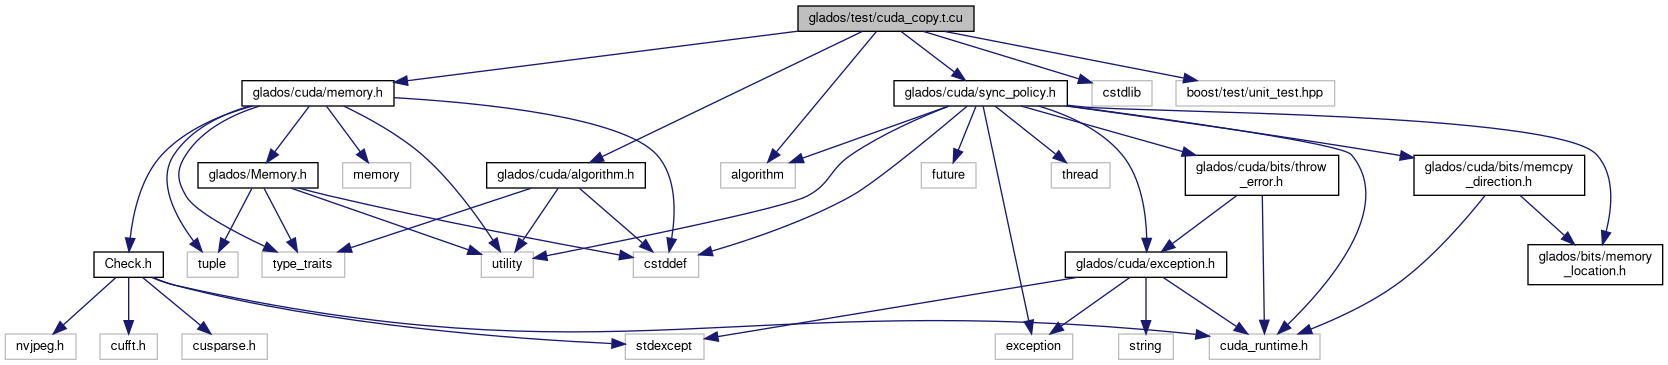 glados/test/cuda_copy.t.cu
glados/cuda/memory.h
glados/cuda/sync_policy.h
cstdlib
boost/test/unit_test.hpp
glados/Memory.h
memory
glados/cuda/algorithm.h
algorithm
future
thread
glados/cuda/bits/throw
_error.h
glados/cuda/bits/memcpy
_direction.h
Check.h
tuple
type_traits
utility
cstddef
glados/cuda/exception.h
glados/bits/memory
_location.h
nvjpeg.h
cufft.h
cusparse.h
stdexcept
exception
string
cuda_runtime.h